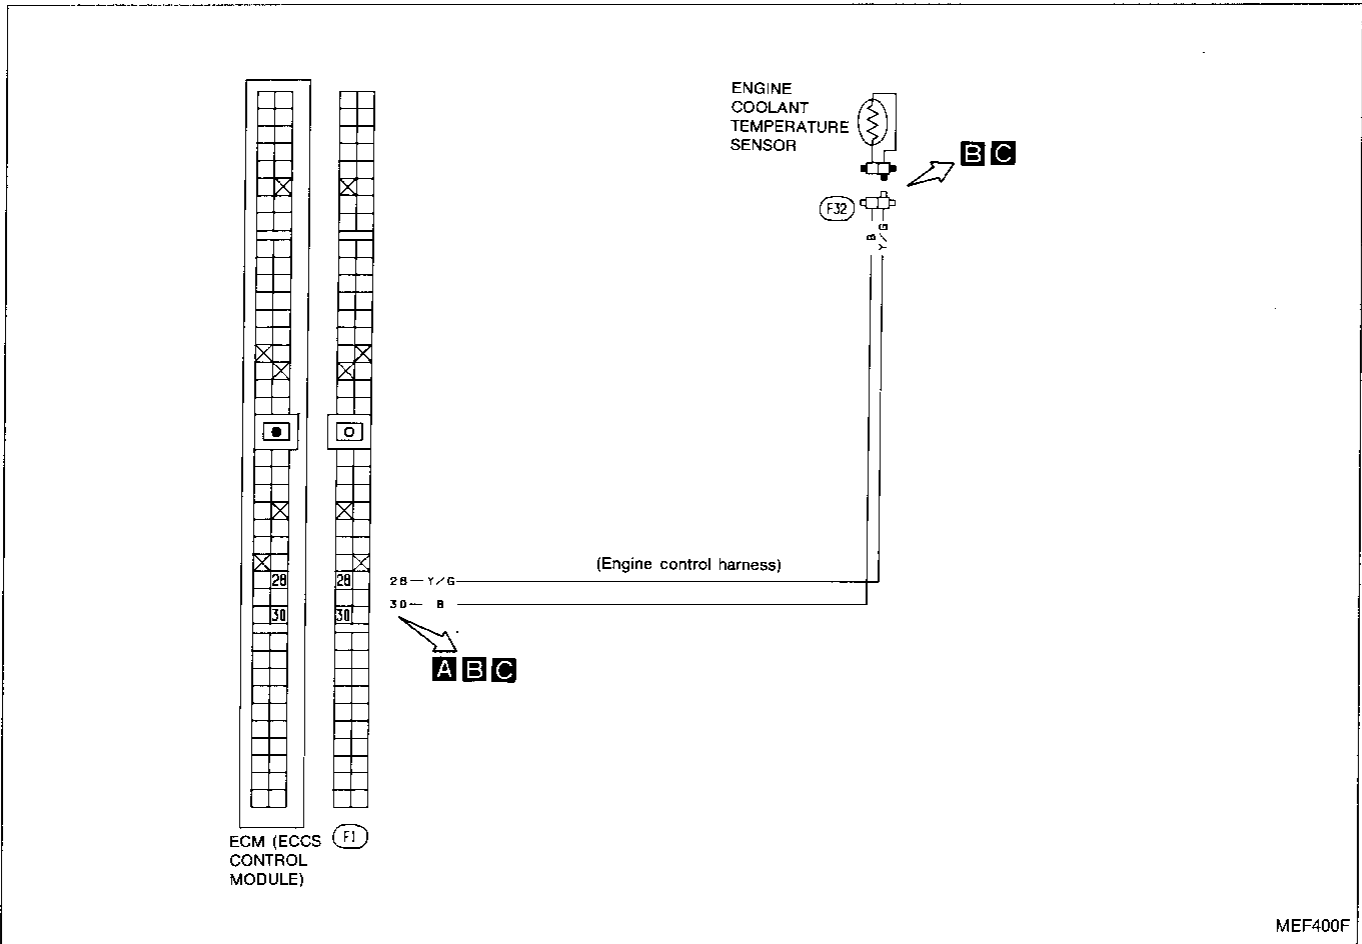 ENGINE
COOLANT
TEMPERATURE
SENSOR
B C
F32
B
Y/G
(Engine control harness)
28 28 28 Y/G
30 30 30 B
A B C
ECM (ECCS
CONTROL
MODULE)
F1
MEF400F